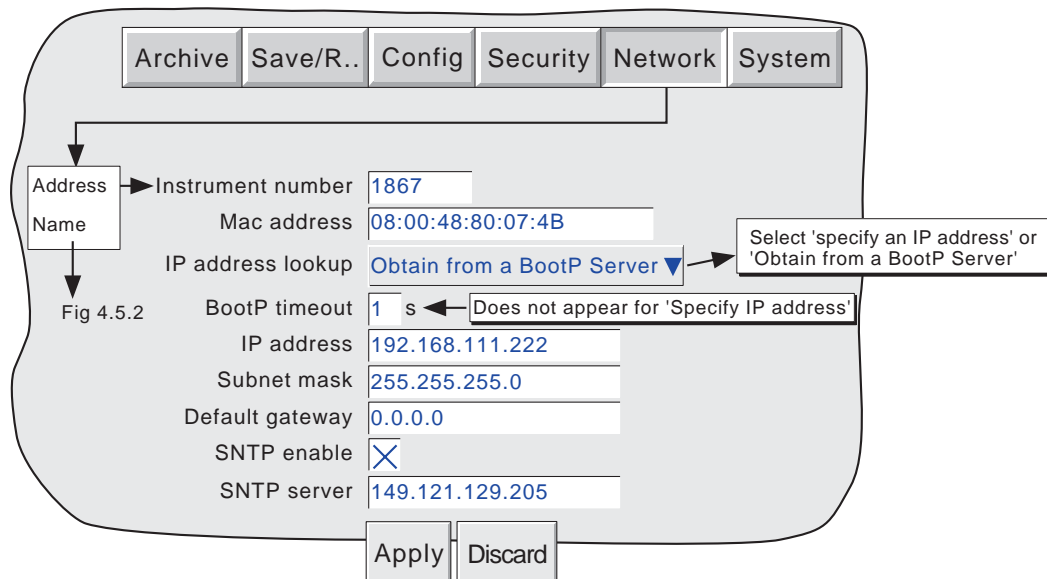 Archive Save/R.. Config Security Network System
Address
Name
Fig 4.5.2
Instrument number 1867
Mac address 08:00:48:80:07:4B
IP address lookup Obtain from a BootP Server
Select 'specify an IP address' or
'Obtain from a BootP Server'
BootP timeout 1 s Does not appear for 'Specify IP address'
IP address 192.168.111.222
Subnet mask 255.255.255.0
Default gateway 0.0.0.0
SNTP enable
SNTP server 149.121.129.205
Apply Discard